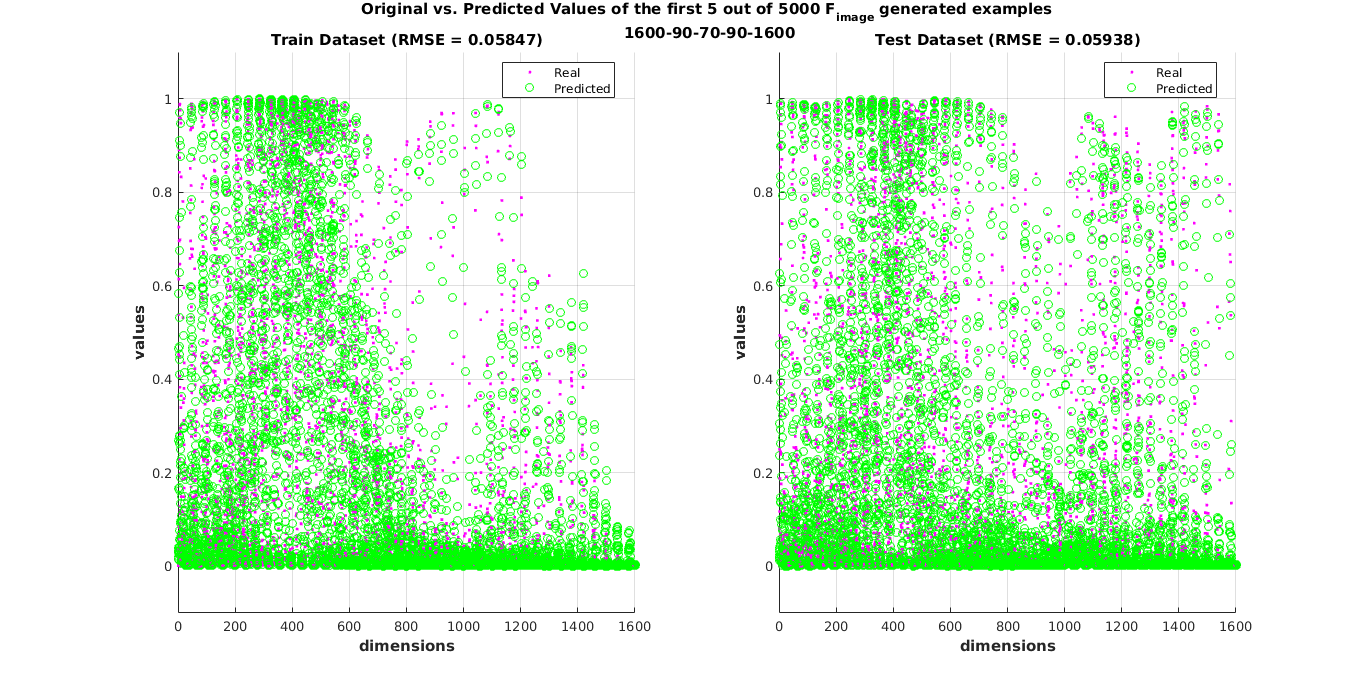 Original vs. Predicted Values of the first 5 out of 5000 F_image generated examples
1600-90-70-90-1600
Train Dataset (RMSE = 0.05847)
Real
Predicted
1
0.8
0.6
0.4
0.2
0
values
0 200 400 600 800 1000 1200 1400 1600
dimensions
Test Dataset (RMSE = 0.05938)
Real
Predicted
1
0.8
0.6
0.4
0.2
0
values
0 200 400 600 800 1000 1200 1400 1600
dimensions